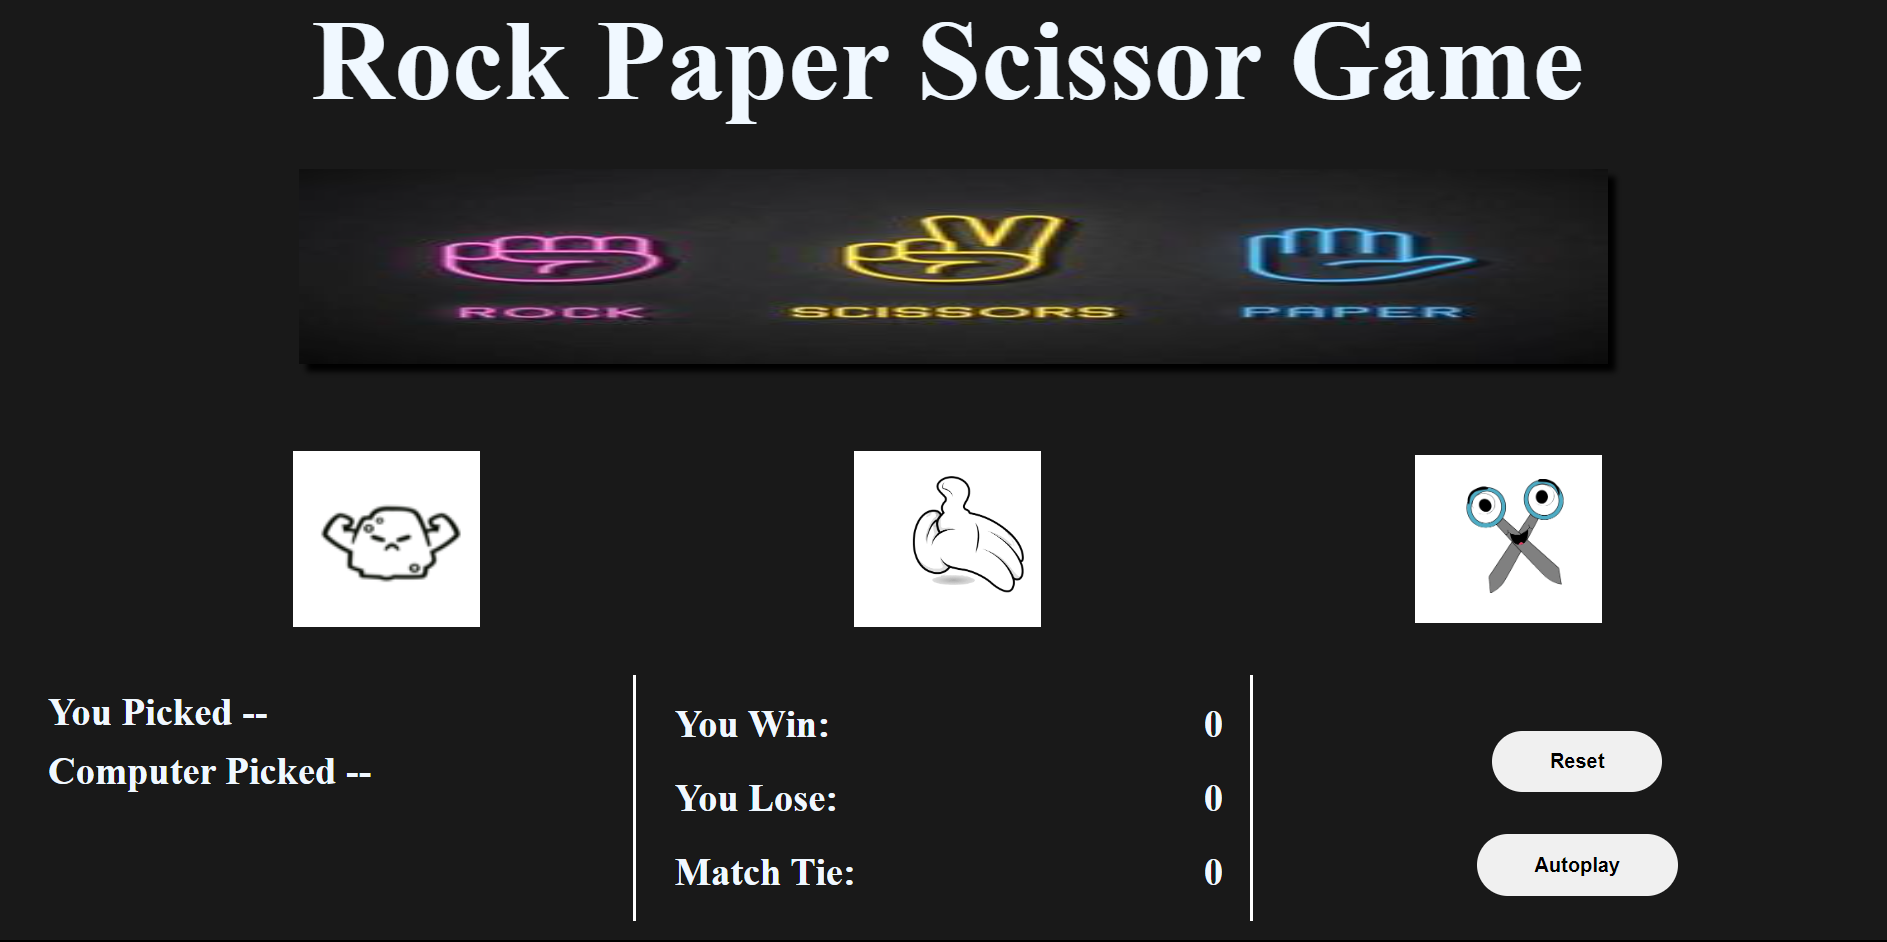 Rock Paper Scissor Game
ROCK
SCISSORS
PAPER
You Picked --
Computer Picked --
You Win: 0
You Lose: 0
Match Tie: 0
Reset
Autoplay